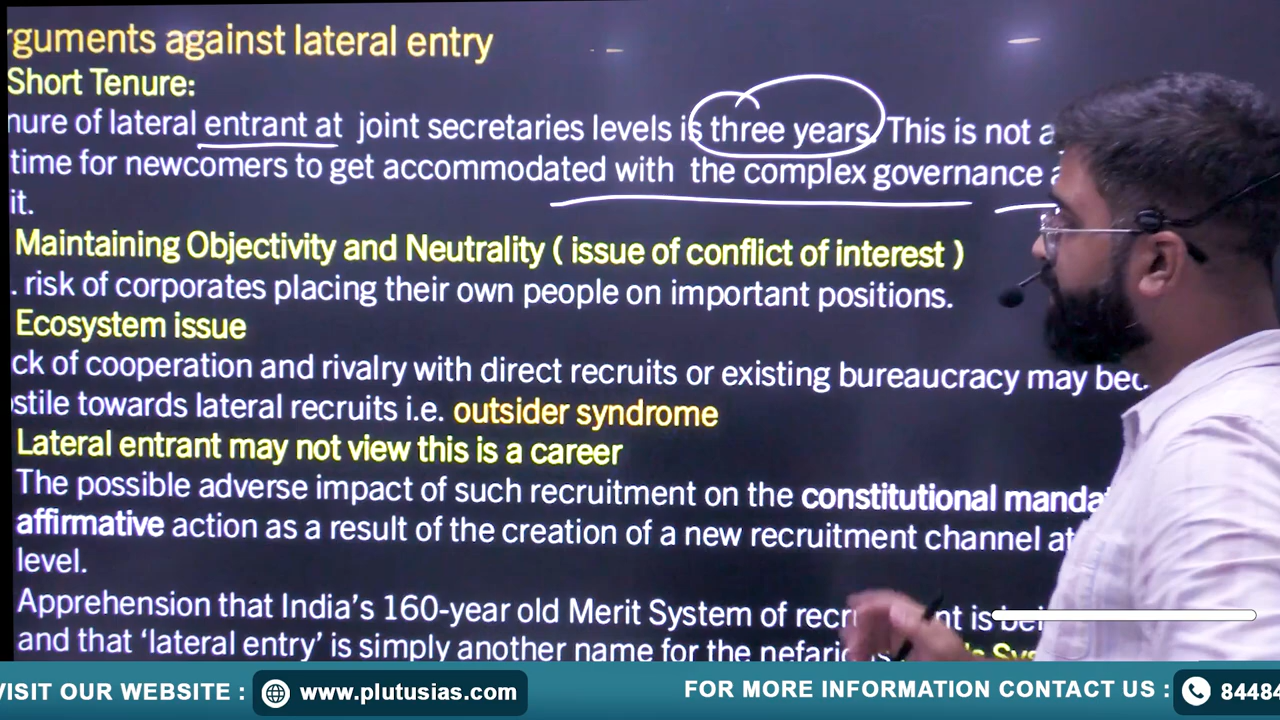 rguments against lateral entry
Short Tenure:
nure of lateral entrant at joint secretaries levels is three years. This is not a
time for newcomers to get accommodated with the complex governance a
it.
Maintaining Objectivity and Neutrality ( issue of conflict of interest )
. risk of corporates placing their own people on important positions.
Ecosystem issue
ck of cooperation and rivalry with direct recruits or existing bureaucracy may bec
stile towards lateral recruits i.e. outsider syndrome
Lateral entrant may not view this is a career
The possible adverse impact of such recruitment on the constitutional manda
affirmative action as a result of the creation of a new recruitment channel at
level.
Apprehension that India's 160-year old Merit System of recr nt is bei
and that 'lateral entry' is simply another name for the nefari s Sys
VISIT OUR WEBSITE : www.plutusias.com FOR MORE INFORMATION CONTACT US : 84484